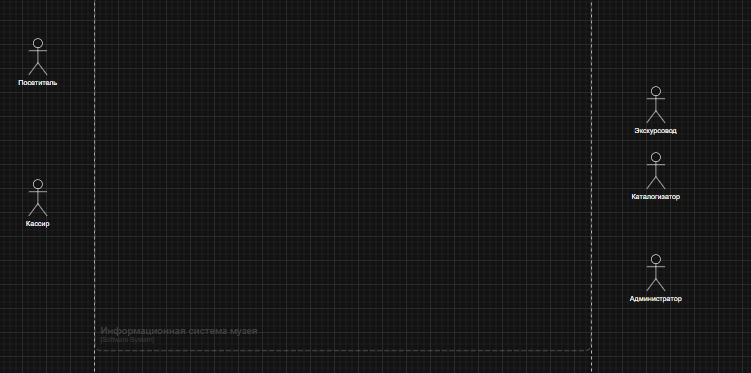 Посетитель
Экскурсовод
Каталогизатор
Кассир
Администратор
Информационная система музея
[Software System]